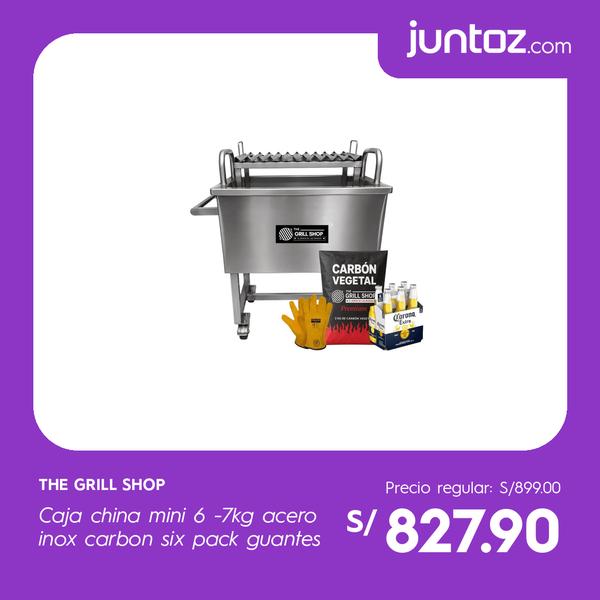 juntoz.com
THE
GRILL SHOP
CARBÓN
VEGETAL
THE
GRILL SHOP
Premium
Corona
Extra
THE GRILL SHOP
Precio regular: S/899.00
Caja china mini 6 -7kg acero
inox carbon six pack guantes
S/ 827.90